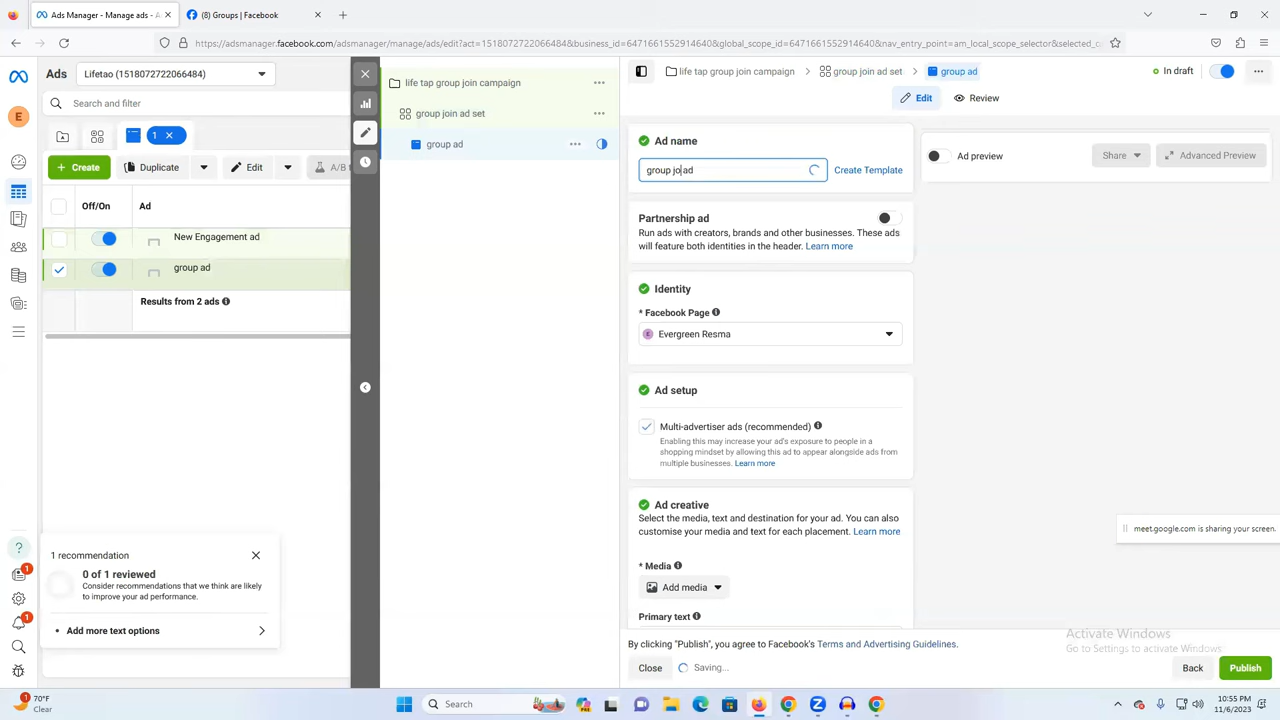 Ads Manager - Manage ads - A
(8) Groups | Facebook
https://adsmanager.facebook.com/adsmanager/manage/ads/edit?act=1518072722066484&business_id=6471661552914640&global_scope_id=6471661552914640&nav_entry_point=am_local_scope_selector&selected_c
Ads
Lifetao (1518072722066484)
Search and filter
1
Create
Duplicate
Edit
A/B
Off/On
Ad
New Engagement ad
group ad
Results from 2 ads
1 recommendation
0 of 1 reviewed
Consider recommendations that we think are likely
to improve your ad performance.
Add more text options
E
1
1
life tap group join campaign
group join ad set
group ad
life tap group join campaign
group join ad set
group ad
In draft
Edit
Review
Ad name
group jo ad
Create Template
Partnership ad
Run ads with creators, brands and other businesses. These ads
will feature both identities in the header. Learn more
Identity
* Facebook Page
E
Evergreen Resma
Ad setup
Multi-advertiser ads (recommended)
Enabling this may increase your ad's exposure to people in a
shopping mindset by allowing this ad to appear alongside ads from
multiple businesses. Learn more
Ad creative
Select the media, text and destination for your ad. You can also
customise your media and text for each placement. Learn more
* Media
Add media
Primary text
Ad preview
Share
Advanced Preview
meet.google.com is sharing your screen.
By clicking "Publish", you agree to Facebook's Terms and Advertising Guidelines.
Close
Saving...
Back
Publish
Activate Windows
Go to Settings to activate Windows
1
70°F
Clear
Search
10:55 PM
11/6/2023